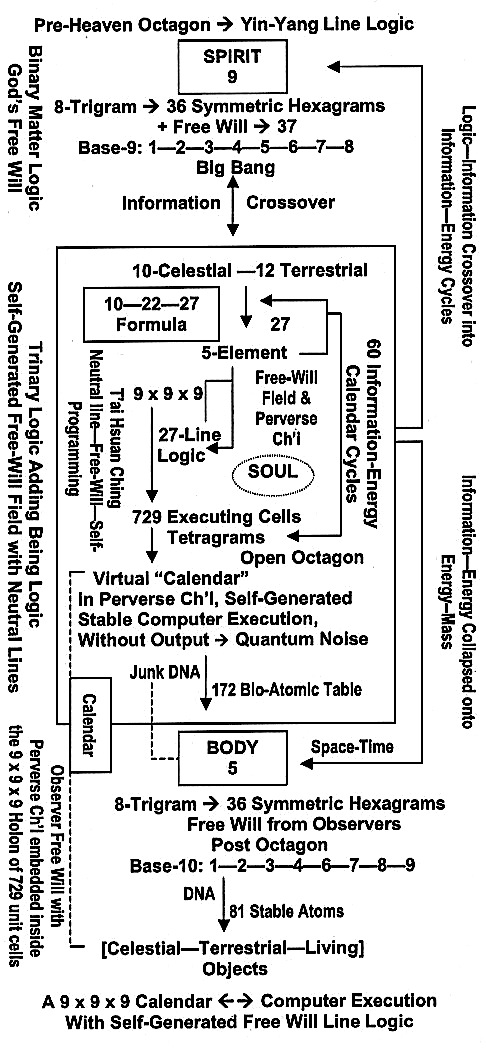 Pre-Heaven Octagon → Yin-Yang Line Logic
SPIRIT
9
8-Trigram → 36 Symmetric Hexagrams
+ Free Will → 37
Base-9: 1—2—3—4—5—6—7—8
Big Bang
Information Crossover
Binary Matter Logic
God's Free Will
Logic—Information Crossover into
Information—Energy Cycles
10-Celestial —12 Terrestrial
10—22—27
Formula
27
5-Element
9 x 9 x 9
27-Line
Logic
Free-Will
Field &
Perverse
Ch'i
SOUL
T'ai Hsuan Ching
Neutral line—Free-Will—Self-
Programming
60 Information-Energy
Calendar Cycles
729 Executing Cells
Tetragrams
Open Octagon
Virtual “Calendar”
In Perverse Ch'i, Self-Generated
Stable Computer Execution,
Without Output → Quantum Noise
Junk DNA
172 Bio-Atomic Table
Trinary Logic Adding Being Logic
Self-Generated Free-Will Field with Neutral Lines
Information—Energy Collapsed onto
Energy–Mass
Calendar
BODY
5
Space-Time
8-Trigram → 36 Symmetric Hexagrams
Free Will from Observers
Post Octagon
Base-10: 1—2—3—4—6—7—8—9
DNA
81 Stable Atoms
[Celestial—Terrestrial—Living]
Objects
Observer Free Will with
Perverse Ch'i embedded inside
the 9 x 9 x 9 Holon of 729 unit cells
A 9 x 9 x 9 Calendar ←→ Computer Execution
With Self-Generated Free Will Line Logic